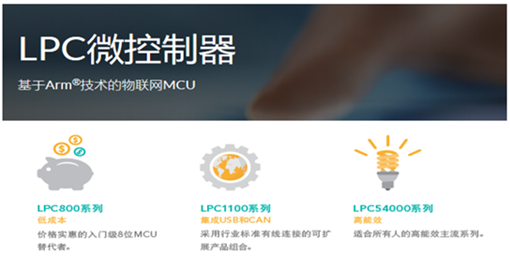 LPC微控制器
基于Arm®技术的物联网MCU
LPC800系列
低成本
价格实惠的入门级8位MCU
替代者。
LPC1100系列
集成USB和CAN
采用行业标准有线连接的可扩
展产品组合。
LPC54000系列
高能效
适合所有人的高能效主流系列。